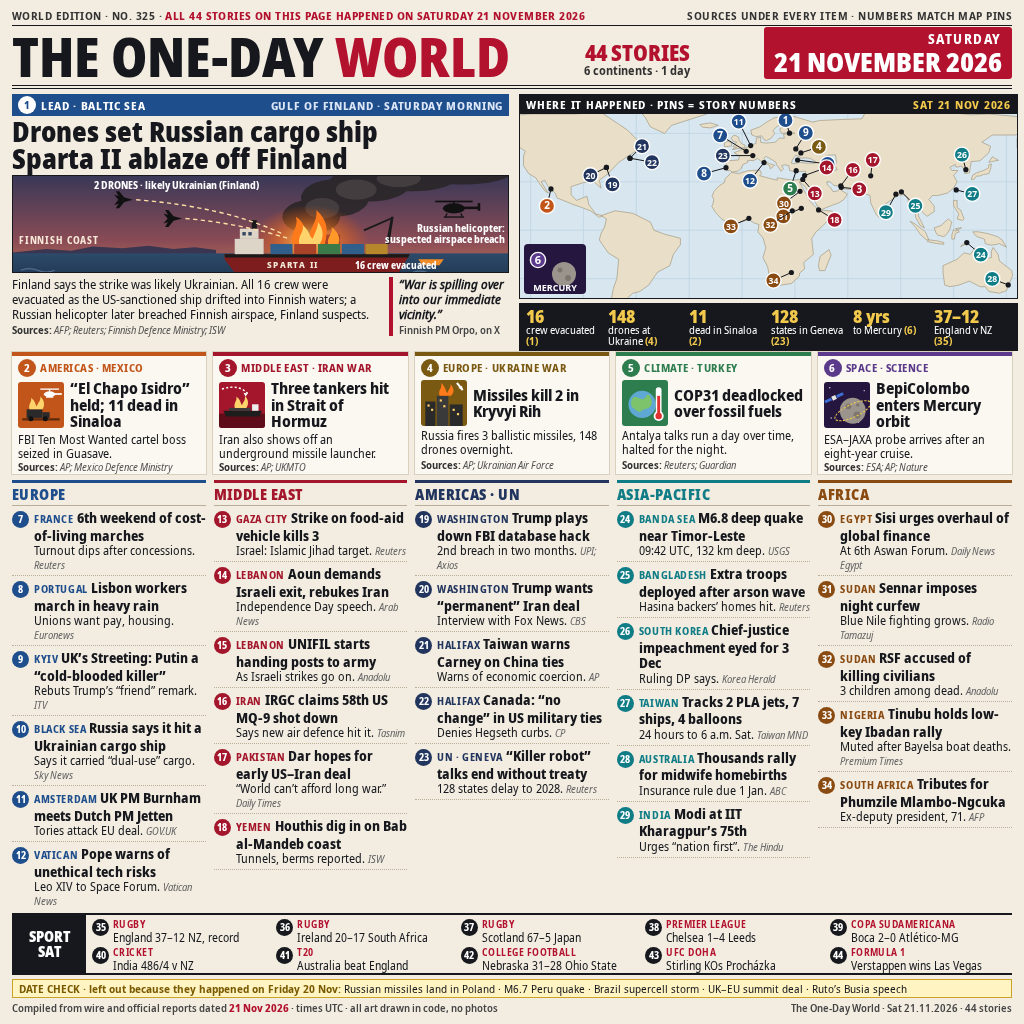 WORLD EDITION · NO. 325 · ALL 44 STORIES ON THIS PAGE HAPPENED ON SATURDAY 21 NOVEMBER 2026
SOURCES UNDER EVERY ITEM · NUMBERS MATCH MAP PINS
THE ONE-DAY WORLD
44 STORIES
6 continents · 1 day
SATURDAY
21 NOVEMBER 2026
1 LEAD · BALTIC SEA
GULF OF FINLAND · SATURDAY MORNING
Drones set Russian cargo ship
Sparta II ablaze off Finland
2 DRONES · likely Ukrainian (Finland)
FINNISH COAST
Russian helicopter:
suspected airspace breach
SPARTA II
16 crew evacuated
Finland says the strike was likely Ukrainian. All 16 crew were
evacuated as the US-sanctioned ship drifted into Finnish waters; a
Russian helicopter later breached Finnish airspace, Finland suspects.
Sources: AFP; Reuters; Finnish Defence Ministry; ISW
“War is spilling over
into our immediate
vicinity.”
Finnish PM Orpo, on X
WHERE IT HAPPENED · PINS = STORY NUMBERS
SAT 21 NOV 2026
11
1
7
9
21
4
26
23
22
17
14
16
8
20
19
12
5
3
27
13
2
30
25
31
29
18
33
32
24
6
34
28
MERCURY
16
crew evacuated
(1)
148
drones at
Ukraine (4)
11
dead in Sinaloa
(2)
128
states in Geneva
(23)
8 yrs
to Mercury (6)
37–12
England v NZ
(35)
2 AMERICAS · MEXICO
“El Chapo Isidro”
held; 11 dead in
Sinaloa
FBI Ten Most Wanted cartel boss
seized in Guasave.
Sources: AP; Mexico Defence Ministry
3 MIDDLE EAST · IRAN WAR
Three tankers hit
in Strait of
Hormuz
Iran also shows off an
underground missile launcher.
Sources: AP; UKMTO
4 EUROPE · UKRAINE WAR
Missiles kill 2 in
Kryvyi Rih
Russia fires 3 ballistic missiles, 148
drones overnight.
Sources: AP; Ukrainian Air Force
5 CLIMATE · TURKEY
COP31 deadlocked
over fossil fuels
Antalya talks run a day over time,
halted for the night.
Sources: Reuters; Guardian
6 SPACE · SCIENCE
BepiColombo
enters Mercury
orbit
ESA–JAXA probe arrives after an
eight-year cruise.
Sources: ESA; AP; Nature
EUROPE
7 FRANCE 6th weekend of cost-
of-living marches
Turnout dips after concessions.
Reuters
8 PORTUGAL Lisbon workers
march in heavy rain
Unions want pay, housing.
Euronews
9 KYIV UK’s Streeting: Putin a
“cold-blooded killer”
Rebuts Trump’s “friend” remark.
ITV
10 BLACK SEA Russia says it hit a
Ukrainian cargo ship
Says it carried “dual-use” cargo.
Sky News
11 AMSTERDAM UK PM Burnham
meets Dutch PM Jetten
Tories attack EU deal. GOV.UK
12 VATICAN Pope warns of
unethical tech risks
Leo XIV to Space Forum. Vatican
News
MIDDLE EAST
13 GAZA CITY Strike on food-aid
vehicle kills 3
Israel: Islamic Jihad target. Reuters
14 LEBANON Aoun demands
Israeli exit, rebukes Iran
Independence Day speech. Arab
News
15 LEBANON UNIFIL starts
handing posts to army
As Israeli strikes go on. Anadolu
16 IRAN IRGC claims 58th US
MQ-9 shot down
Says new air defence hit it. Tasnim
17 PAKISTAN Dar hopes for
early US–Iran deal
“World can’t afford long war.”
Daily Times
18 YEMEN Houthis dig in on Bab
al-Mandeb coast
Tunnels, berms reported. ISW
AMERICAS · UN
19 WASHINGTON Trump plays
down FBI database hack
2nd breach in two months. UPI;
Axios
20 WASHINGTON Trump wants
“permanent” Iran deal
Interview with Fox News. CBS
21 HALIFAX Taiwan warns
Carney on China ties
Warns of economic coercion. AP
22 HALIFAX Canada: “no
change” in US military ties
Denies Hegseth curbs. CP
23 UN · GENEVA “Killer robot”
talks end without treaty
128 states delay to 2028. Reuters
ASIA-PACIFIC
24 BANDA SEA M6.8 deep quake
near Timor-Leste
09:42 UTC, 132 km deep. USGS
25 BANGLADESH Extra troops
deployed after arson wave
Hasina backers’ homes hit. Reuters
26 SOUTH KOREA Chief-justice
impeachment eyed for 3
Dec
Ruling DP says. Korea Herald
27 TAIWAN Tracks 2 PLA jets, 7
ships, 4 balloons
24 hours to 6 a.m. Sat. Taiwan MND
28 AUSTRALIA Thousands rally
for midwife homebirths
Insurance rule due 1 Jan. ABC
29 INDIA Modi at IIT
Kharagpur’s 75th
Urges “nation first”. The Hindu
AFRICA
30 EGYPT Sisi urges overhaul of
global finance
At 6th Aswan Forum. Daily News
Egypt
31 SUDAN Sennar imposes
night curfew
Blue Nile fighting grows. Radio
Tamazuj
32 SUDAN RSF accused of
killing civilians
3 children among dead. Anadolu
33 NIGERIA Tinubu holds low-
key Ibadan rally
Muted after Bayelsa boat deaths.
Premium Times
34 SOUTH AFRICA Tributes for
Phumzile Mlambo-Ngcuka
Ex-deputy president, 71. AFP
SPORT
SAT
35 RUGBY
England 37–12 NZ, record
36 RUGBY
Ireland 20–17 South Africa
37 RUGBY
Scotland 67–5 Japan
38 PREMIER LEAGUE
Chelsea 1–4 Leeds
39 COPA SUDAMERICANA
Boca 2–0 Atlético-MG
40 CRICKET
India 486/4 v NZ
41 T20
Australia beat England
42 COLLEGE FOOTBALL
Nebraska 31–28 Ohio State
43 UFC DOHA
Stirling KOs Procházka
44 FORMULA 1
Verstappen wins Las Vegas
DATE CHECK · left out because they happened on Friday 20 Nov: Russian missiles land in Poland · M6.7 Peru quake · Brazil supercell storm · UK–EU summit deal · Ruto’s Busia speech
Compiled from wire and official reports dated 21 Nov 2026 · times UTC · all art drawn in code, no photos
The One-Day World · Sat 21.11.2026 · 44 stories